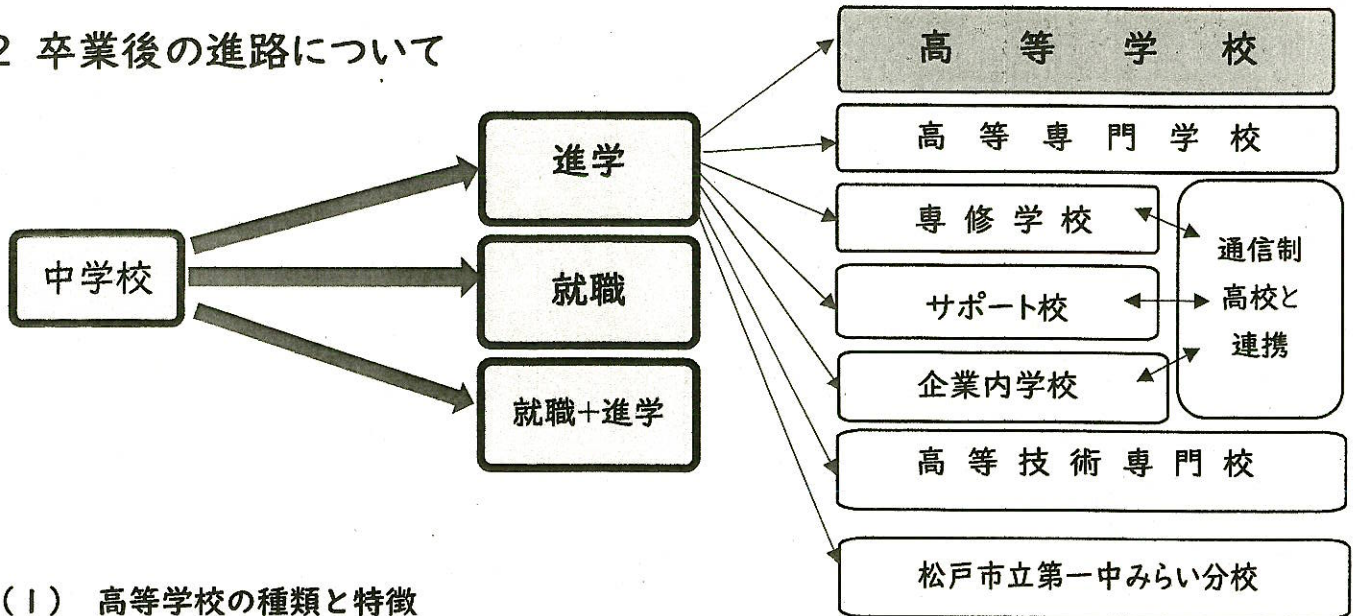 2 卒業後の進路について
中学校
進学
就職
就職+進学
高等学校
高等専門学校
専修学校
サポート校
企業内学校
通信制
高校と
連携
高等技術専門校
松戸市立第一中みらい分校
(1) 高等学校の種類と特徴